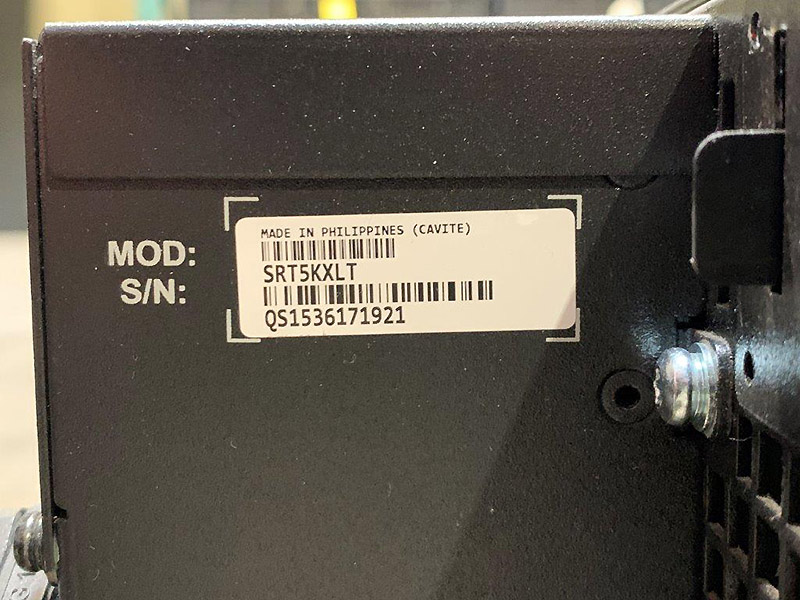 MADE IN PHILIPPINES (CAVITE)
MOD:
SRT5KXLT
S/N:
QS1536171921